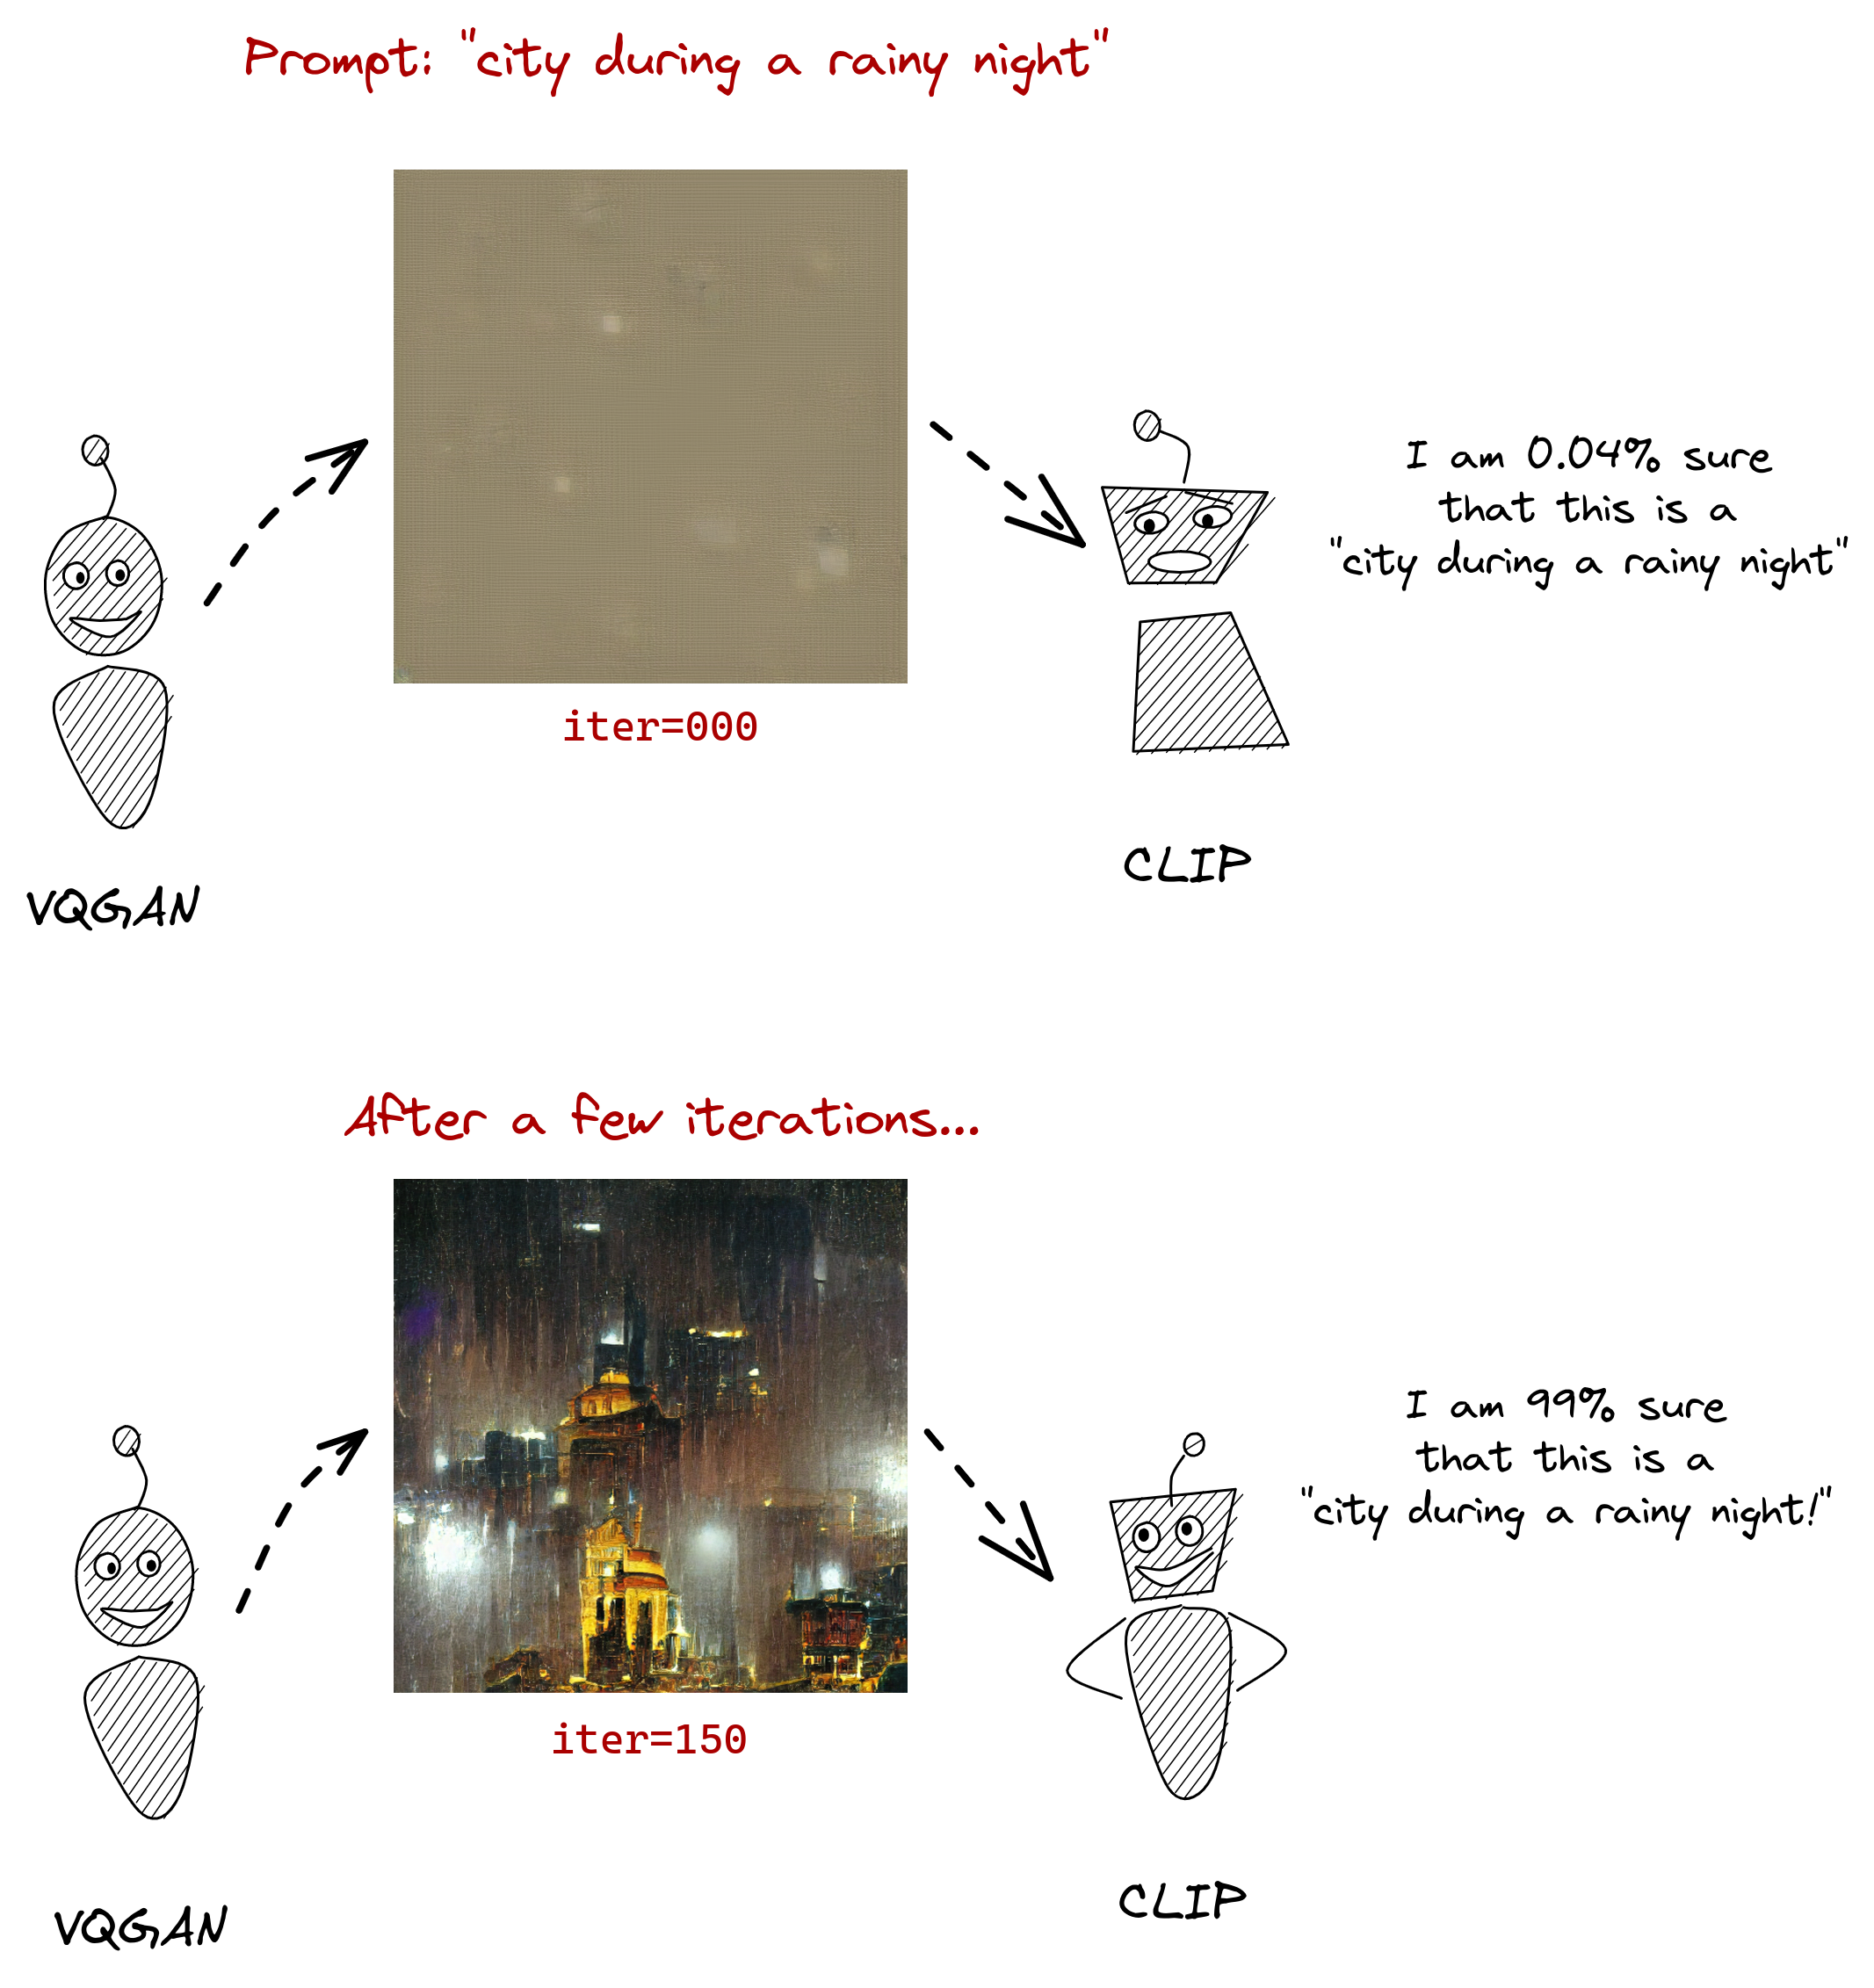 Prompt: "city during a rainy night"
I am 0.04% sure
that this is a
"city during a rainy night"
iter=000
CLIP
VQGAN
After a few iterations...
I am 99% sure
that this is a
"city during a rainy night!"
iter=150
CLIP
VQGAN